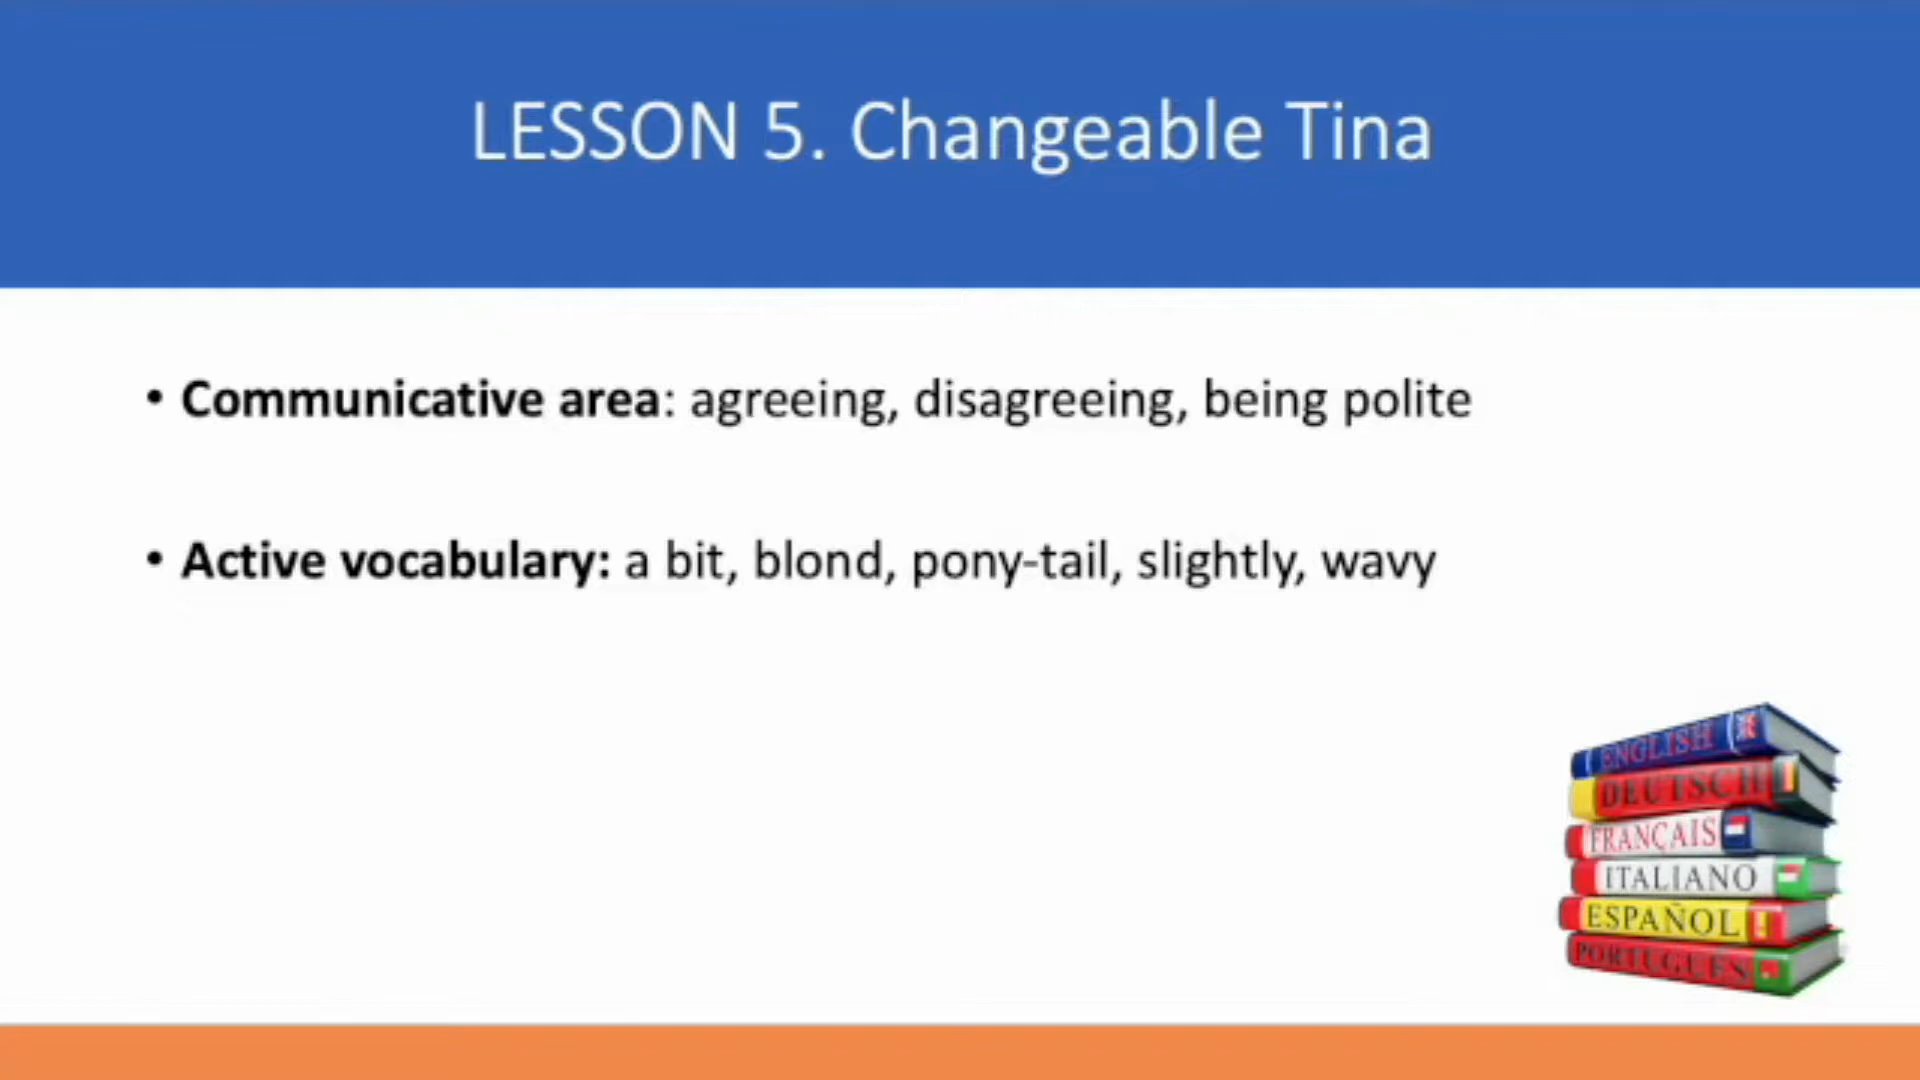 LESSON 5. Changeable Tina
• Communicative area: agreeing, disagreeing, being polite
• Active vocabulary: a bit, blond, pony-tail, slightly, wavy
ENGLISH
DEUTSCH
FRANÇAIS
ITALIANO
ESPAÑOL
PORTUGUES